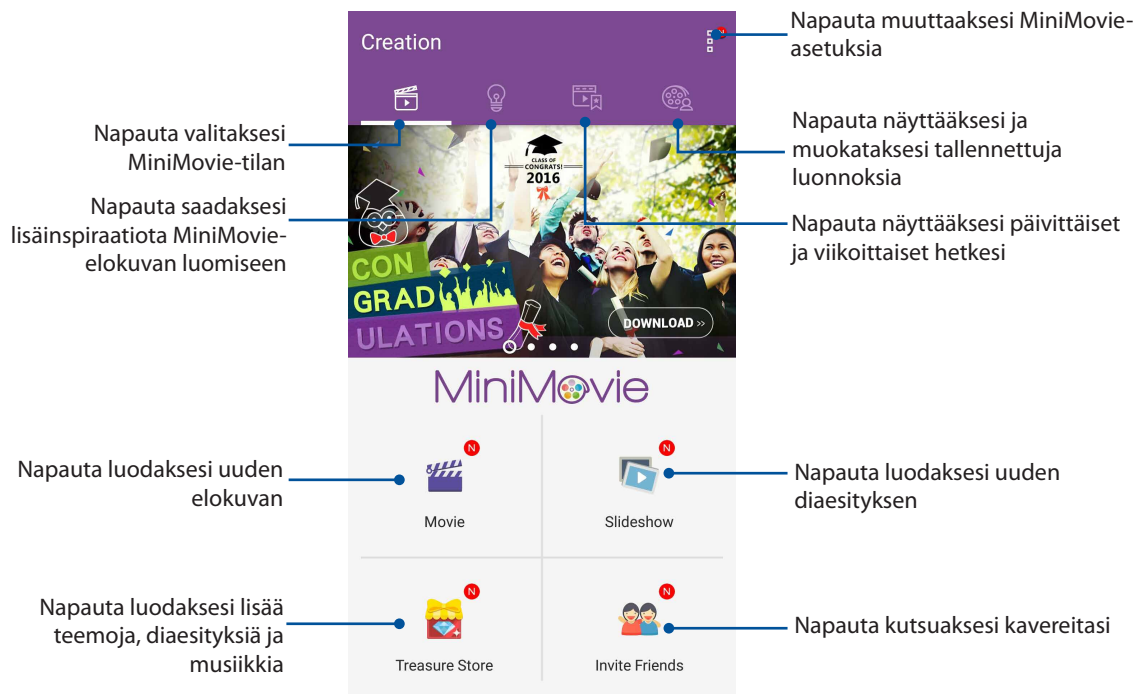 Napauta muuttaaksesi MiniMovie-
asetuksia
Creation
N
Napauta valitaksesi
MiniMovie-tilan
Napauta näyttääksesi ja
muokataksesi tallennettuja
luonnoksia
Napauta saadaksesi
lisäinspiraatiota MiniMovie-
elokuvan luomiseen
Napauta näyttääksesi päivittäiset
ja viikoittaiset hetkesi
CLASS OF
CONGRATS!
2016
CON
GRAD
ULATIONS
DOWNLOAD >>
MiniMovie
Napauta luodaksesi uuden
elokuvan
N
Movie
N
Slideshow
Napauta luodaksesi uuden
diaesityksen
Napauta luodaksesi lisää
teemoja, diaesityksiä ja
musiikkia
N
Treasure Store
N
Invite Friends
Napauta kutsuaksesi kavereitasi